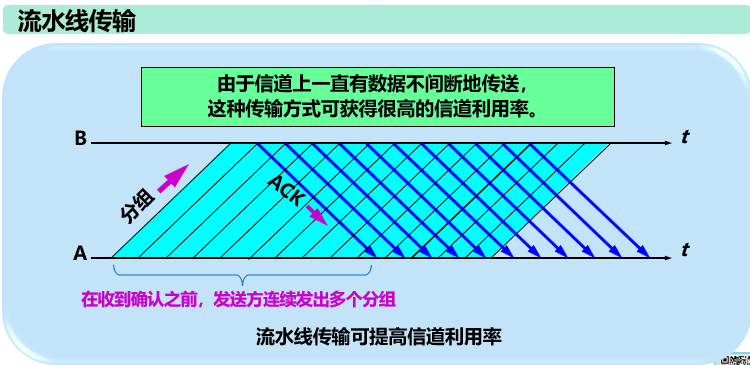 流水线传输
由于信道上一直有数据不间断地传送，
这种传输方式可获得很高的信道利用率。
B
t
分组
ACK
A
t
在收到确认之前，发送方连续发出多个分组
流水线传输可提高信道利用率